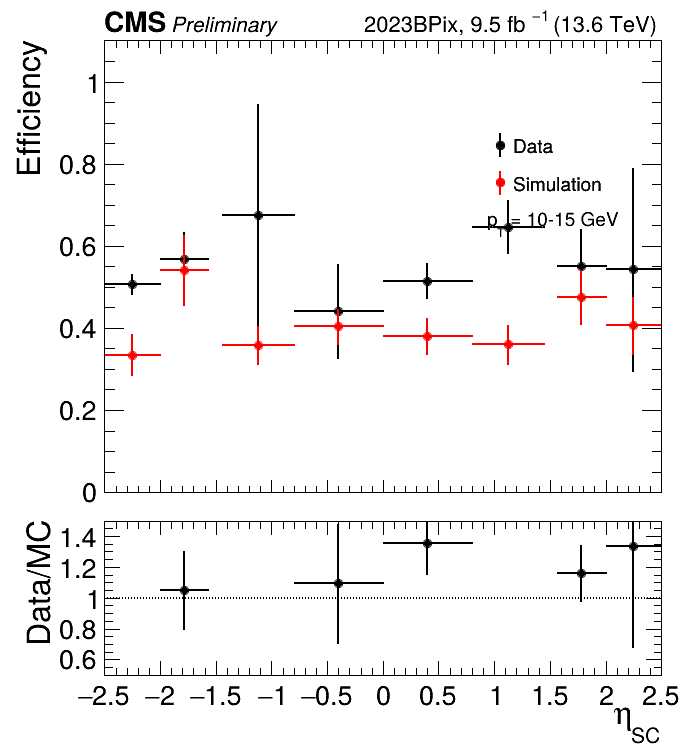 CMS Preliminary 2023BPix, 9.5 fb⁻¹ (13.6 TeV)
Efficiency
1
0.8
0.6
0.4
0.2
0
Data
Simulation
p_T = 10-15 GeV
Data/MC
1.4
1.2
1
0.8
0.6
−2.5 −2 −1.5 −1 −0.5 0 0.5 1 1.5 2 2.5
η_SC